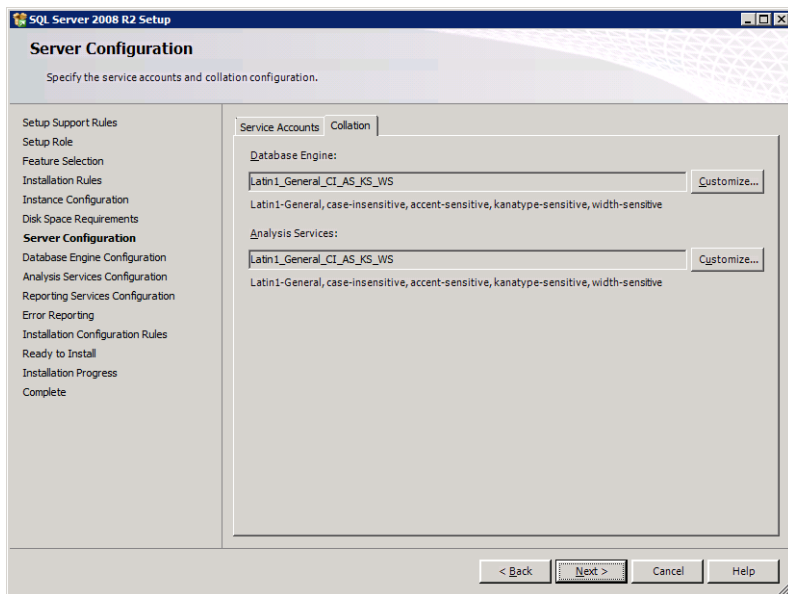 SQL Server 2008 R2 Setup
Server Configuration
Specify the service accounts and collation configuration.
Setup Support Rules
Setup Role
Feature Selection
Installation Rules
Instance Configuration
Disk Space Requirements
Server Configuration
Database Engine Configuration
Analysis Services Configuration
Reporting Services Configuration
Error Reporting
Installation Configuration Rules
Ready to Install
Installation Progress
Complete
Service Accounts Collation
Database Engine:
Latin1_General_CI_AS_KS_WS Customize...
Latin1-General, case-insensitive, accent-sensitive, kanatype-sensitive, width-sensitive
Analysis Services:
Latin1_General_CI_AS_KS_WS Customize...
Latin1-General, case-insensitive, accent-sensitive, kanatype-sensitive, width-sensitive
< Back Next > Cancel Help